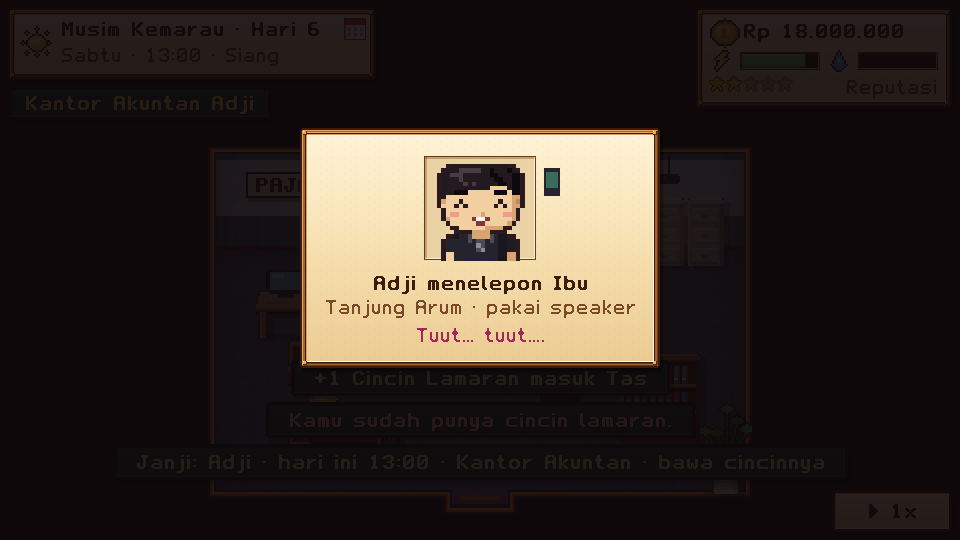 Musim Kemarau · Hari 6
Sabtu · 13:00 · Siang
Rp 18.000.000
Reputasi
Kantor Akuntan Adji
Adji menelepon Ibu
Tanjung Arum · pakai speaker
Tuut... tuut....
+1 Cincin Lamaran masuk Tas
Kamu sudah punya cincin lamaran.
Janji: Adji · hari ini 13:00 · Kantor Akuntan · bawa cincinnya
1x